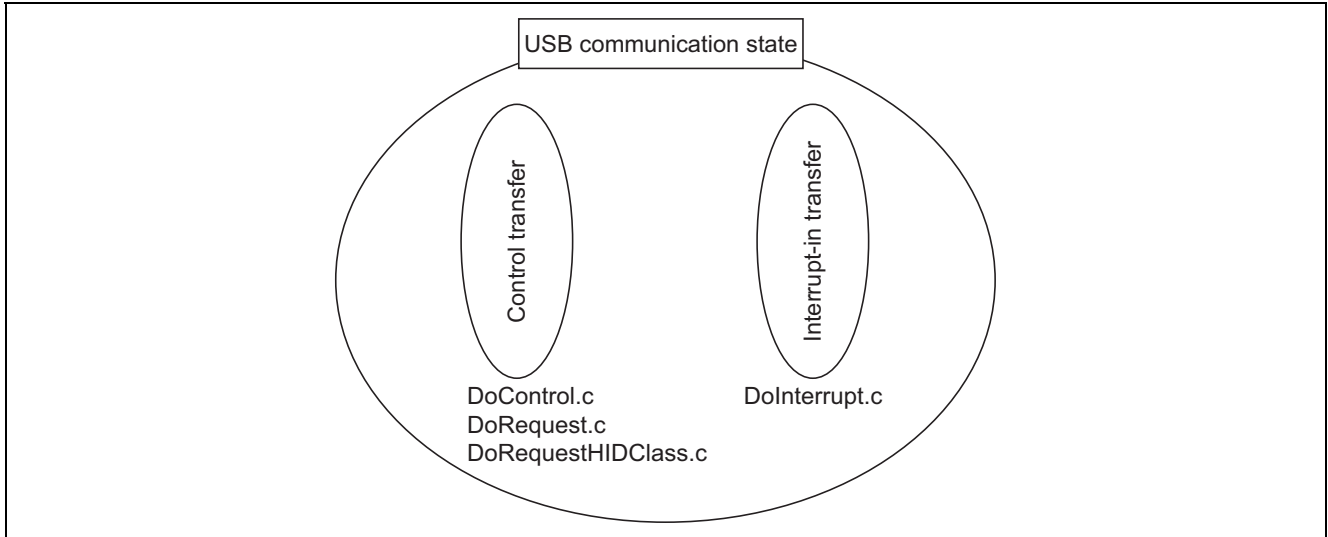 USB communication state
Control transfer
Interrupt-in transfer
DoControl.c
DoRequest.c
DoRequestHIDClass.c
DoInterrupt.c